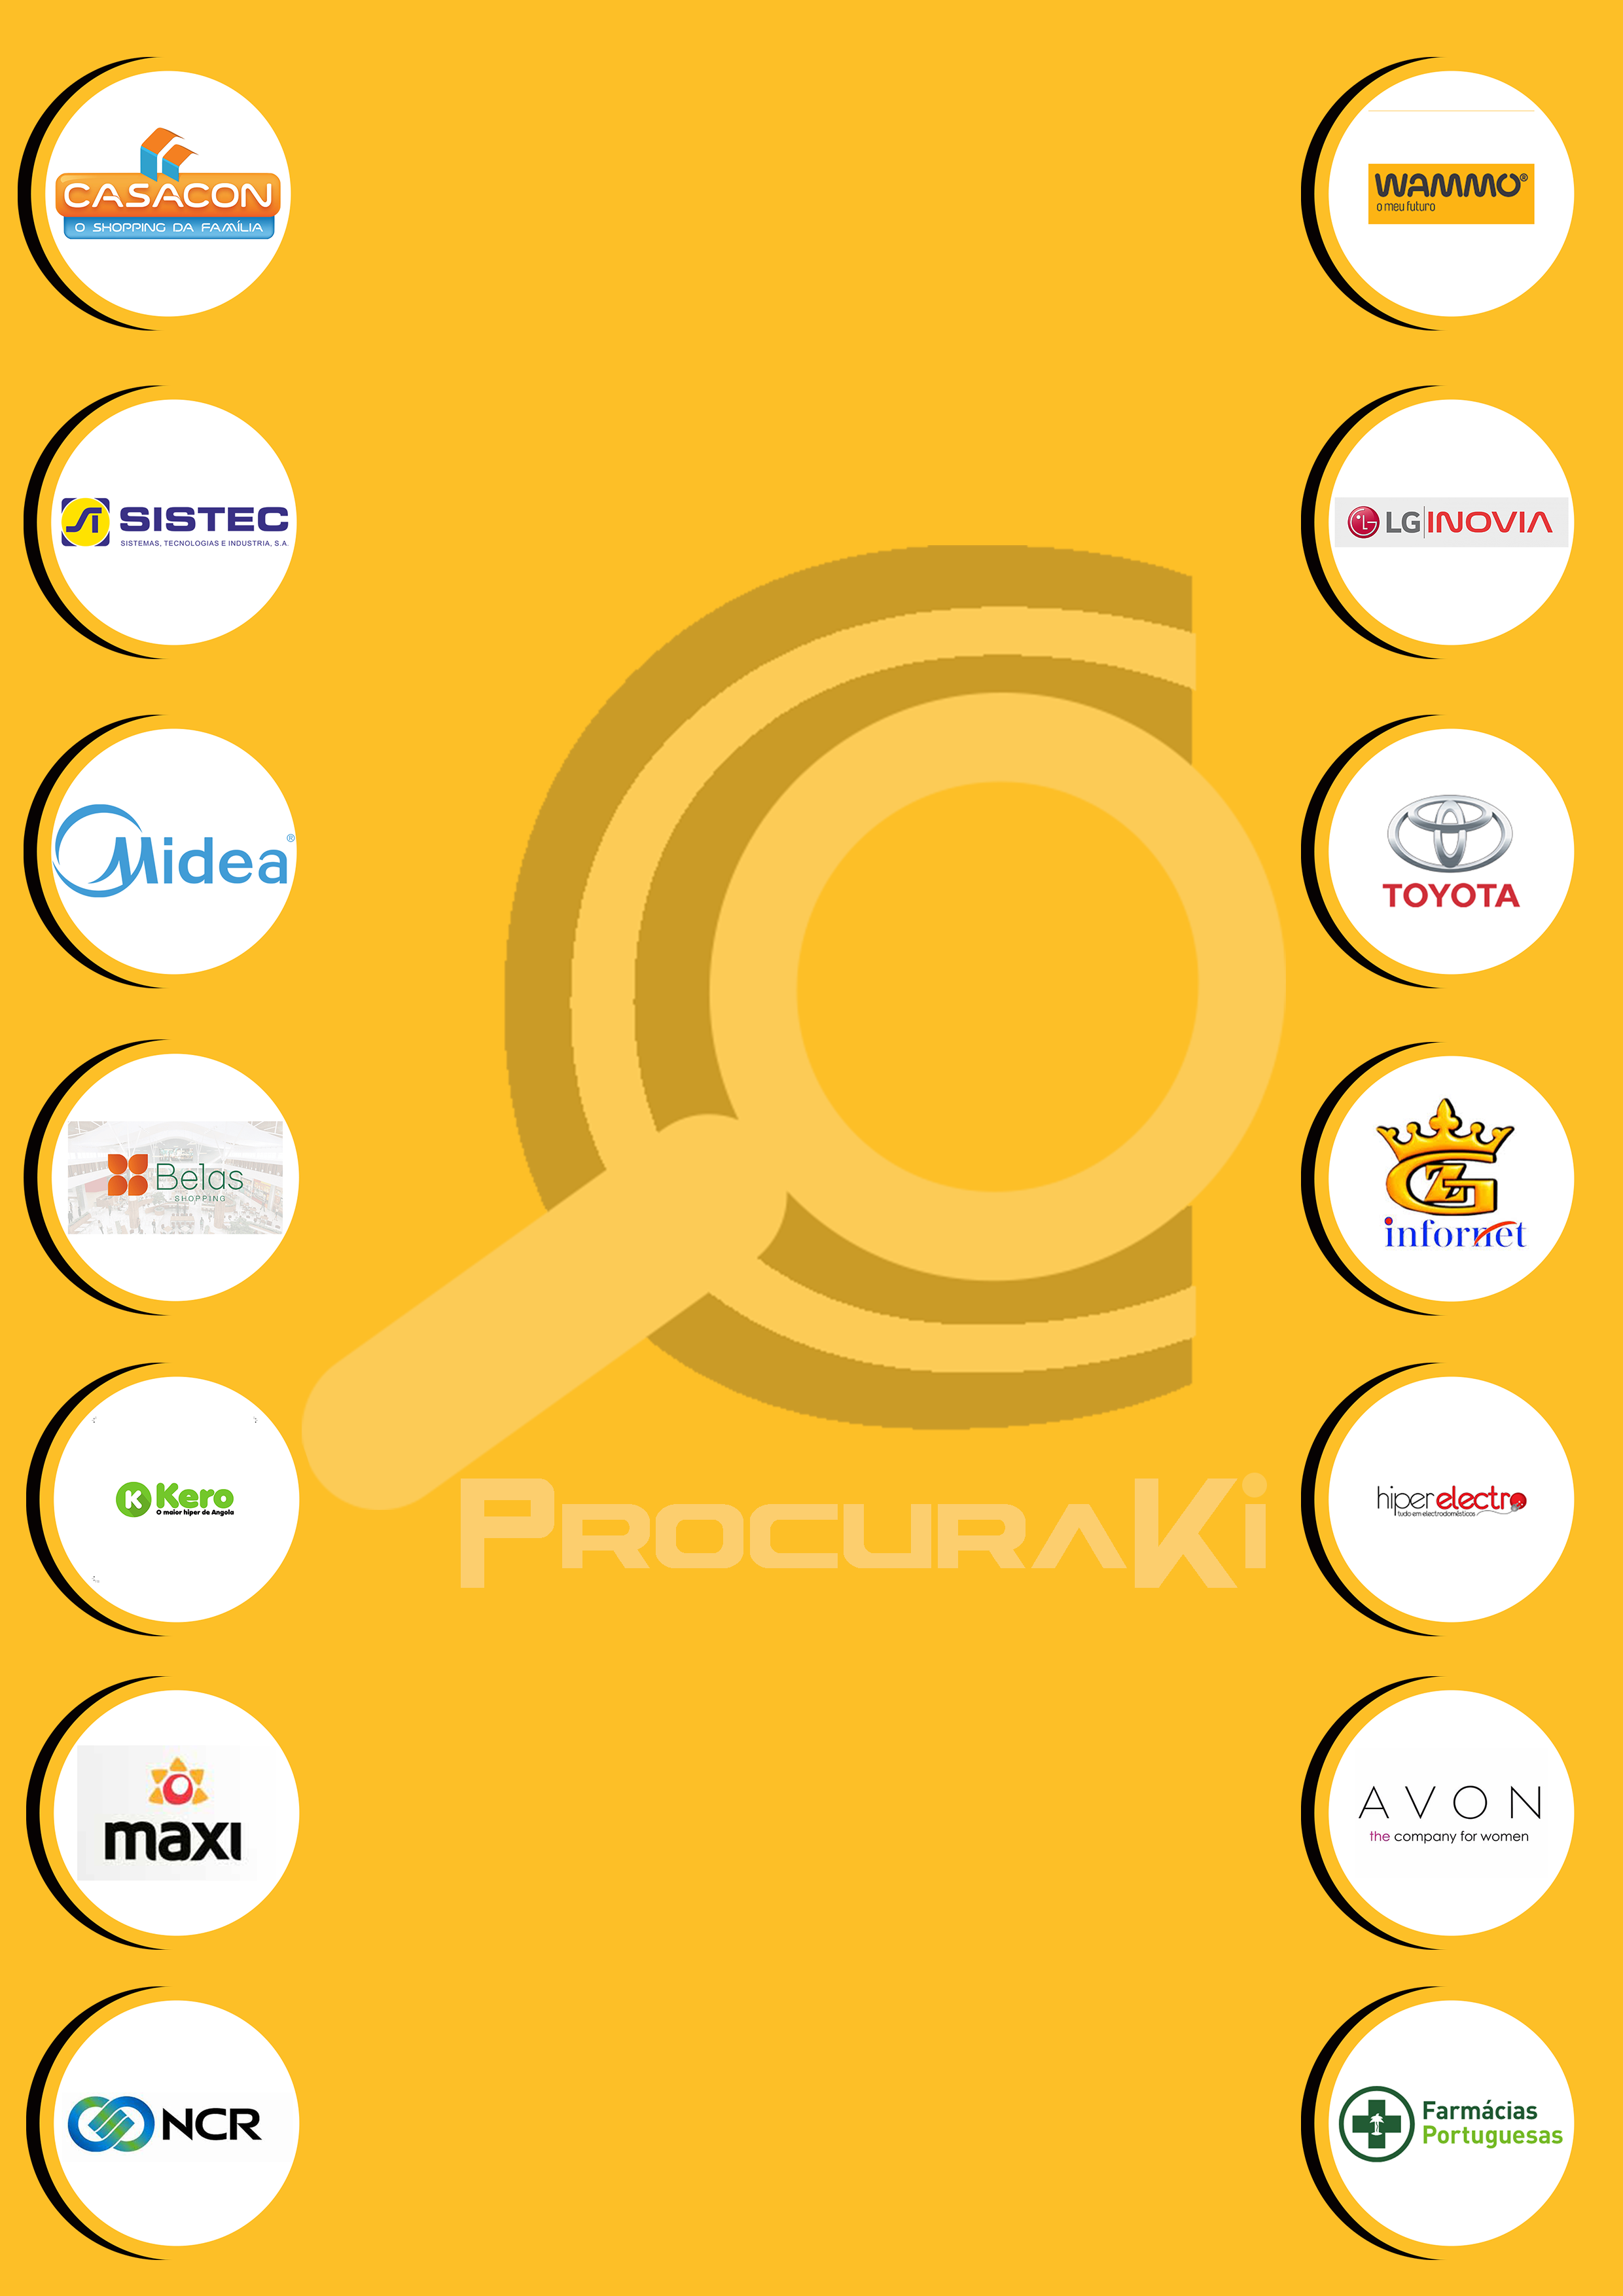 CASACON
O SHOPPING DA FAMÍLIA
WAMMO®
o meu futuro
SISTEC
SISTEMAS, TECNOLOGIAS E INDUSTRIA, S.A.
LG INOVIA
Midea®
TOYOTA
Belas
SHOPPING
infornet
K Kero
O maior hiper de Angola
hiperelectro
tudo em electrodomésticos
PROCURAKi
maxi
AVON
the company for women
NCR
Farmácias
Portuguesas